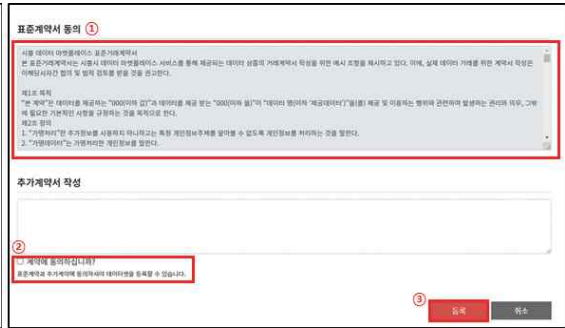 표준계약서 동의 ①
시흥 데이터 마켓플레이스 표준거래계약서
본 표준거래계약서는 시흥시 데이터 마켓플레이스 서비스를 통해 제공되는 데이터 상품의 거래계약서 작성을 위한 예시 조항을 제시하고 있다. 이에, 실제 데이터 거래를 위한 계약서 작성은
이해당사자간 협의 및 법적 검토를 받을 것을 권고한다.
제1조 목적
"본 계약"은 데이터를 제공하는 "000(이하 갑)"과 데이터를 제공 받는 "000(이하 을)"이 "데이터 명(이하 '제공데이터')"을(를) 제공 및 이용하는 행위와 관련하여 발생하는 권리와 의무, 그밖
에 필요한 기본적인 사항을 규정하는 것을 목적으로 한다.
제2조 정의
1. "가명정보"란 추가정보를 사용하지 아니하고는 특정 개인정보주체를 알아볼 수 없도록 개인정보를 처리하는 것을 말한다.
2. "가명데이터"는 가명처리한 개인정보를 말한다.
추가계약서 작성
②
계약에 동의하십니까?
표준계약과 추가계약에 동의하셔야 데이터셋을 등록할 수 있습니다.
③ 등록 취소